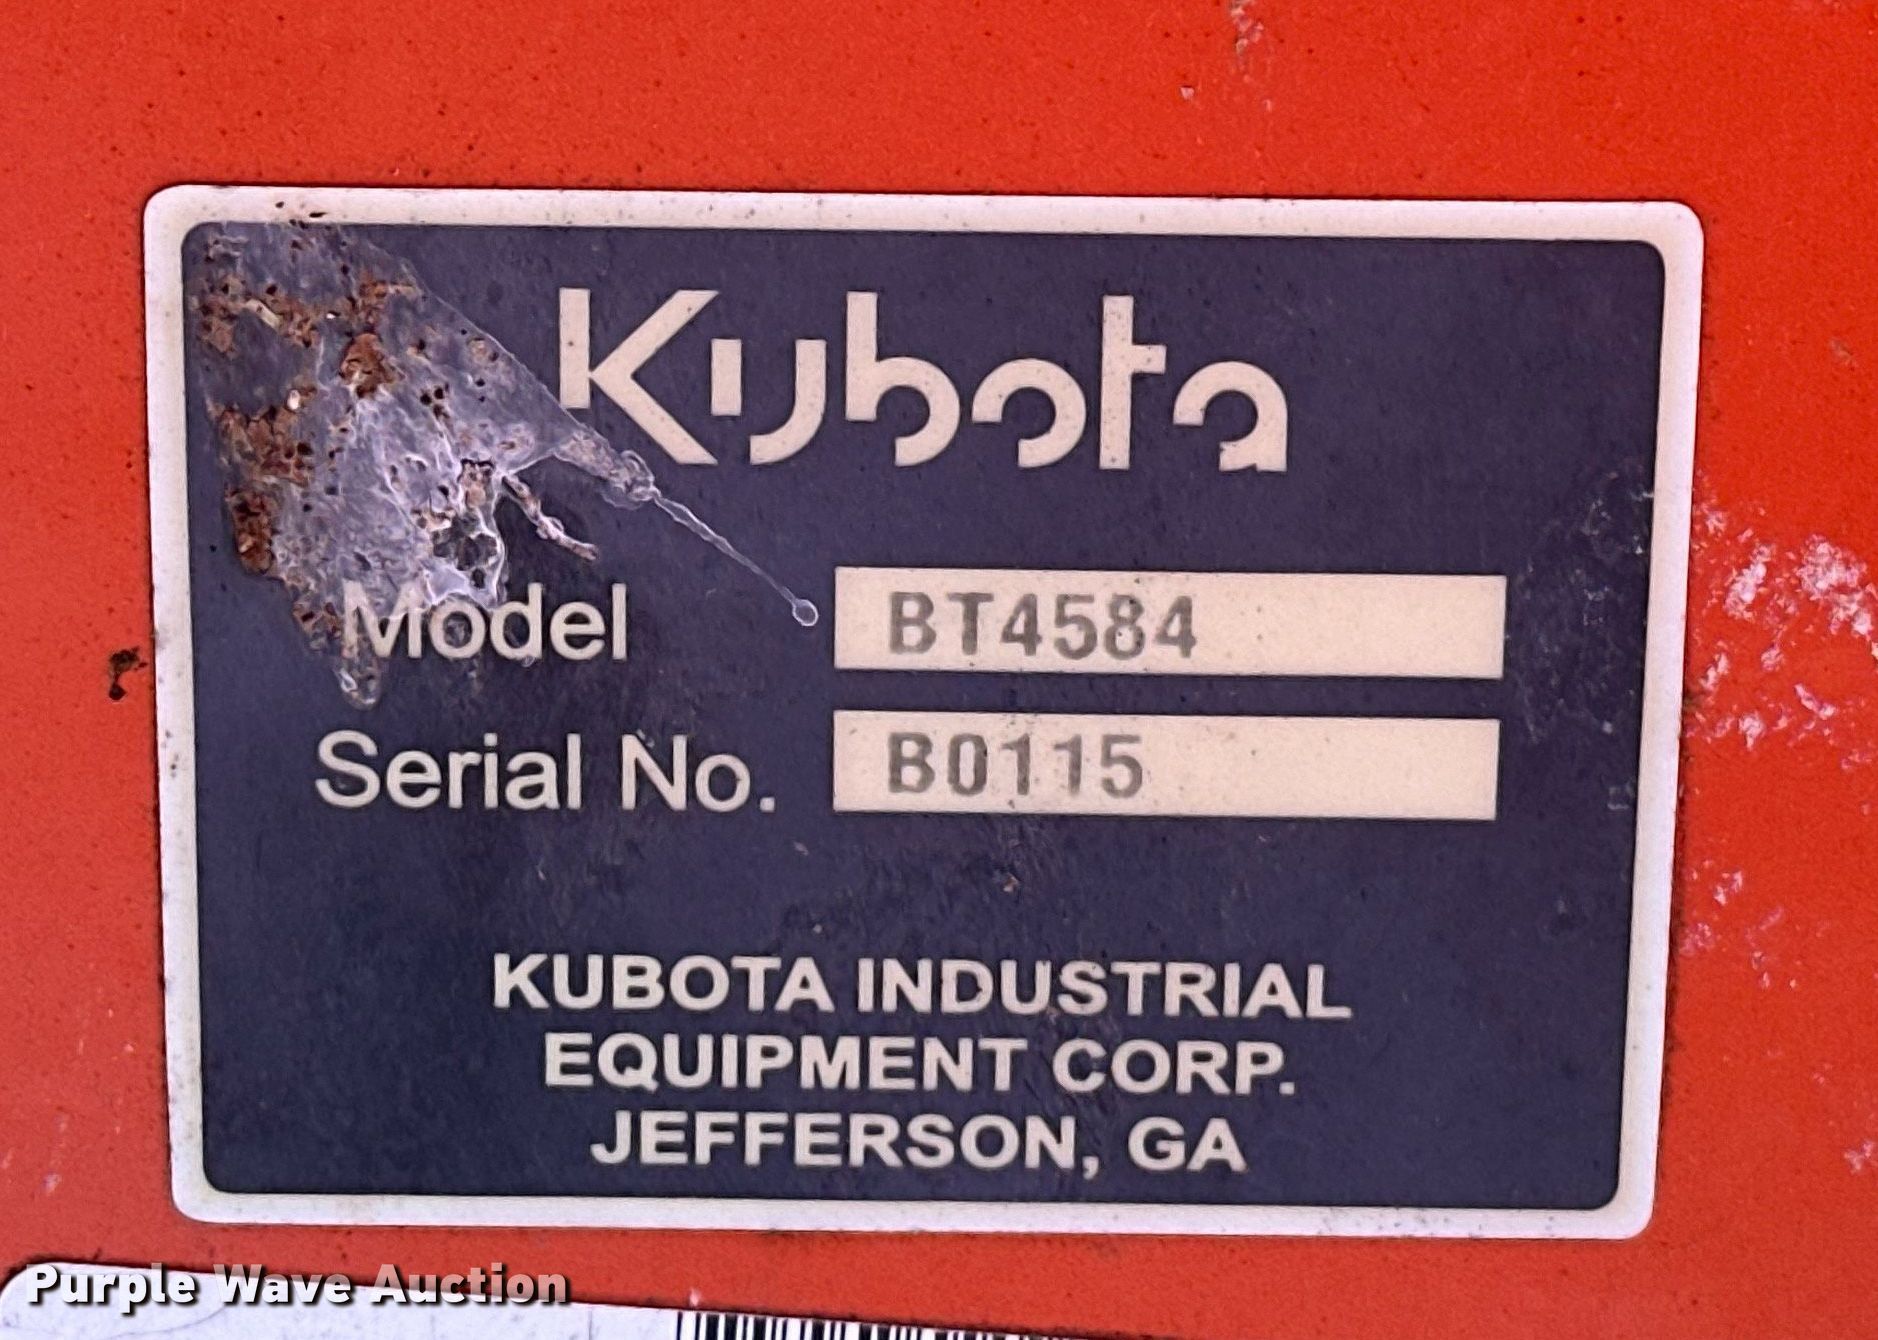 Kubota
Model BT4584
Serial No. B0115
KUBOTA INDUSTRIAL
EQUIPMENT CORP.
JEFFERSON, GA
Purple Wave Auction